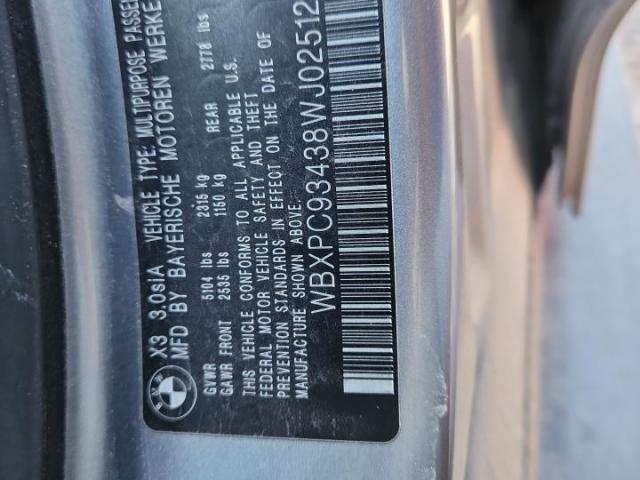 BMW
X3 3.0siA VEHICLE TYPE: MULTIPURPOSE PASSE
MFD BY BAYERISCHE MOTOREN WERKE
GVWR 5104 lbs 2315 kg
GAWR FRONT 2535 lbs 1150 kg REAR 2778 lbs
THIS VEHICLE CONFORMS TO ALL APPLICABLE U.S.
FEDERAL MOTOR VEHICLE SAFETY AND THEFT
PREVENTION STANDARDS IN EFFECT ON THE DATE OF
MANUFACTURE SHOWN ABOVE.
WBXPC93438WJ02512